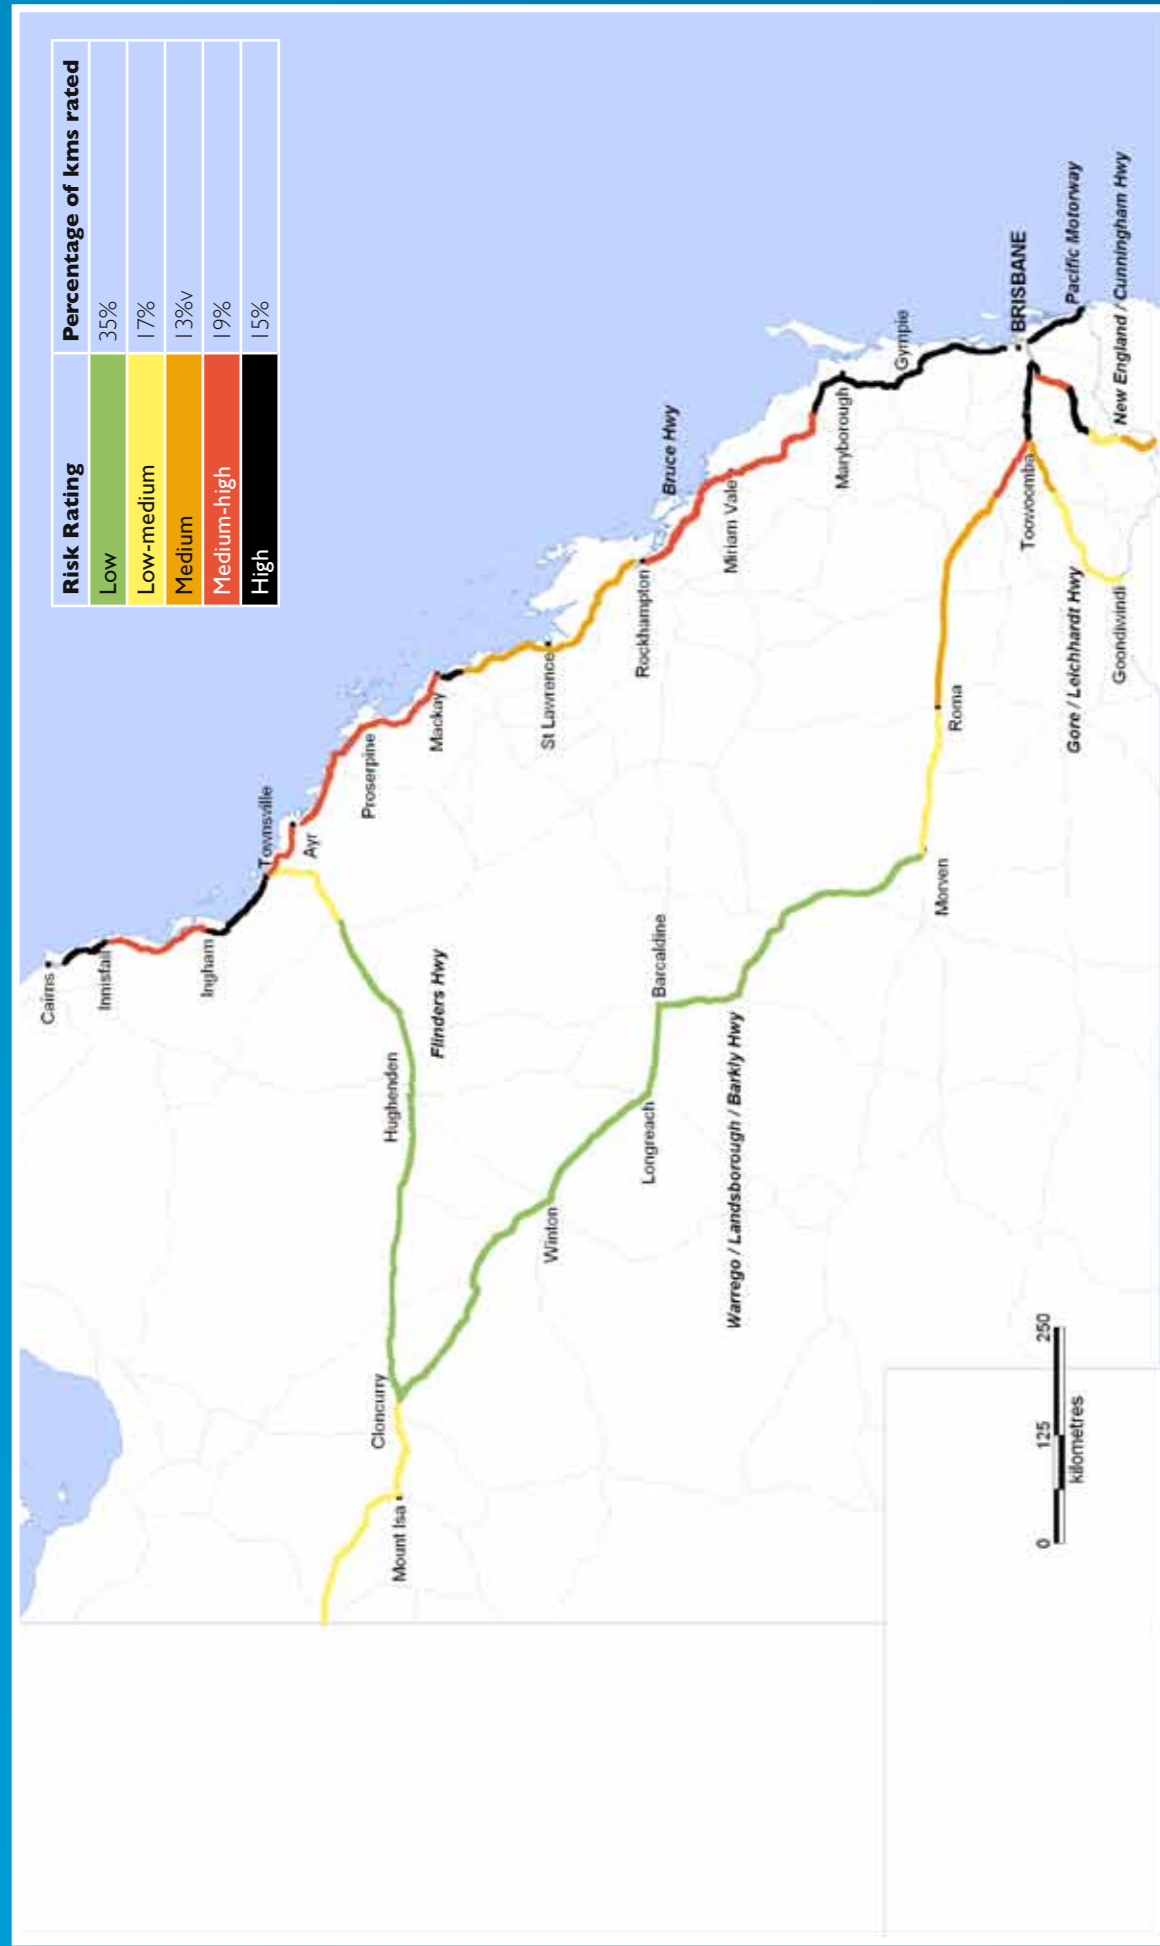 Risk Rating Percentage of kms rated
Low 35%
Low-medium 17%
Medium 13%v
Medium-high 19%
High 15%
Cairns
Innisfail
Ingham
Townsville
Ayr
Proserpine
Mackay
St Lawrence
Rockhampton
Bruce Hwy
Miriam Vale
Maryborough
Gympie
BRISBANE
Pacific Motorway
New England / Cunningham Hwy
Toowoomba
Goondiwindi
Gore / Leichhardt Hwy
Roma
Morven
Flinders Hwy
Hughenden
Barcaldine
Longreach
Warrego / Landsborough / Barkly Hwy
Winton
Cloncurry
Mount Isa
0 125 250
kilometres